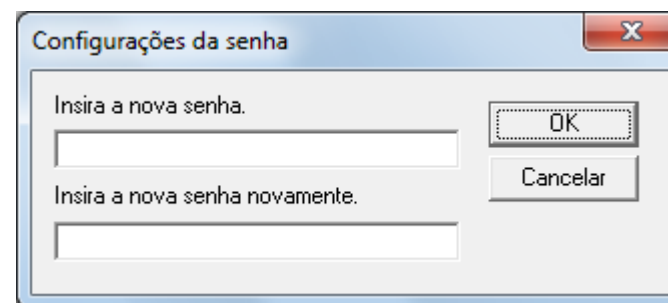 Configurações da senha
Insira a nova senha.
OK
Cancelar
Insira a nova senha novamente.